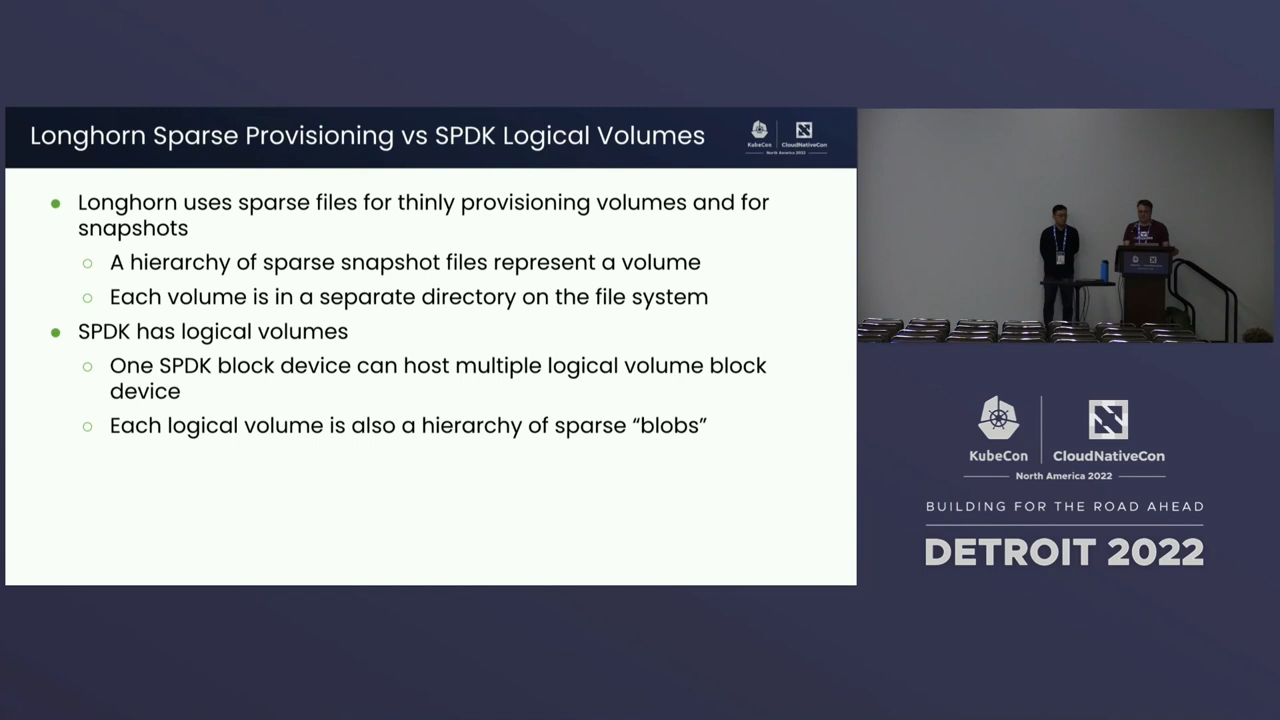 Longhorn Sparse Provisioning vs SPDK Logical Volumes
KubeCon
CloudNativeCon
North America 2022
Longhorn uses sparse files for thinly provisioning volumes and for
snapshots
A hierarchy of sparse snapshot files represent a volume
Each volume is in a separate directory on the file system
SPDK has logical volumes
One SPDK block device can host multiple logical volume block
device
Each logical volume is also a hierarchy of sparse “blobs”
KubeCon
CloudNativeCon
North America 2022
BUILDING FOR THE ROAD AHEAD
DETROIT 2022